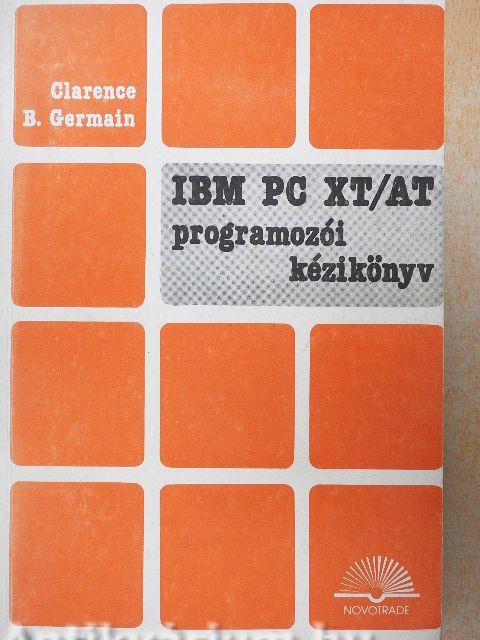 Clarence
B. Germain
IBM PC XT/AT
programozói
kézikönyv
NOVOTRADE